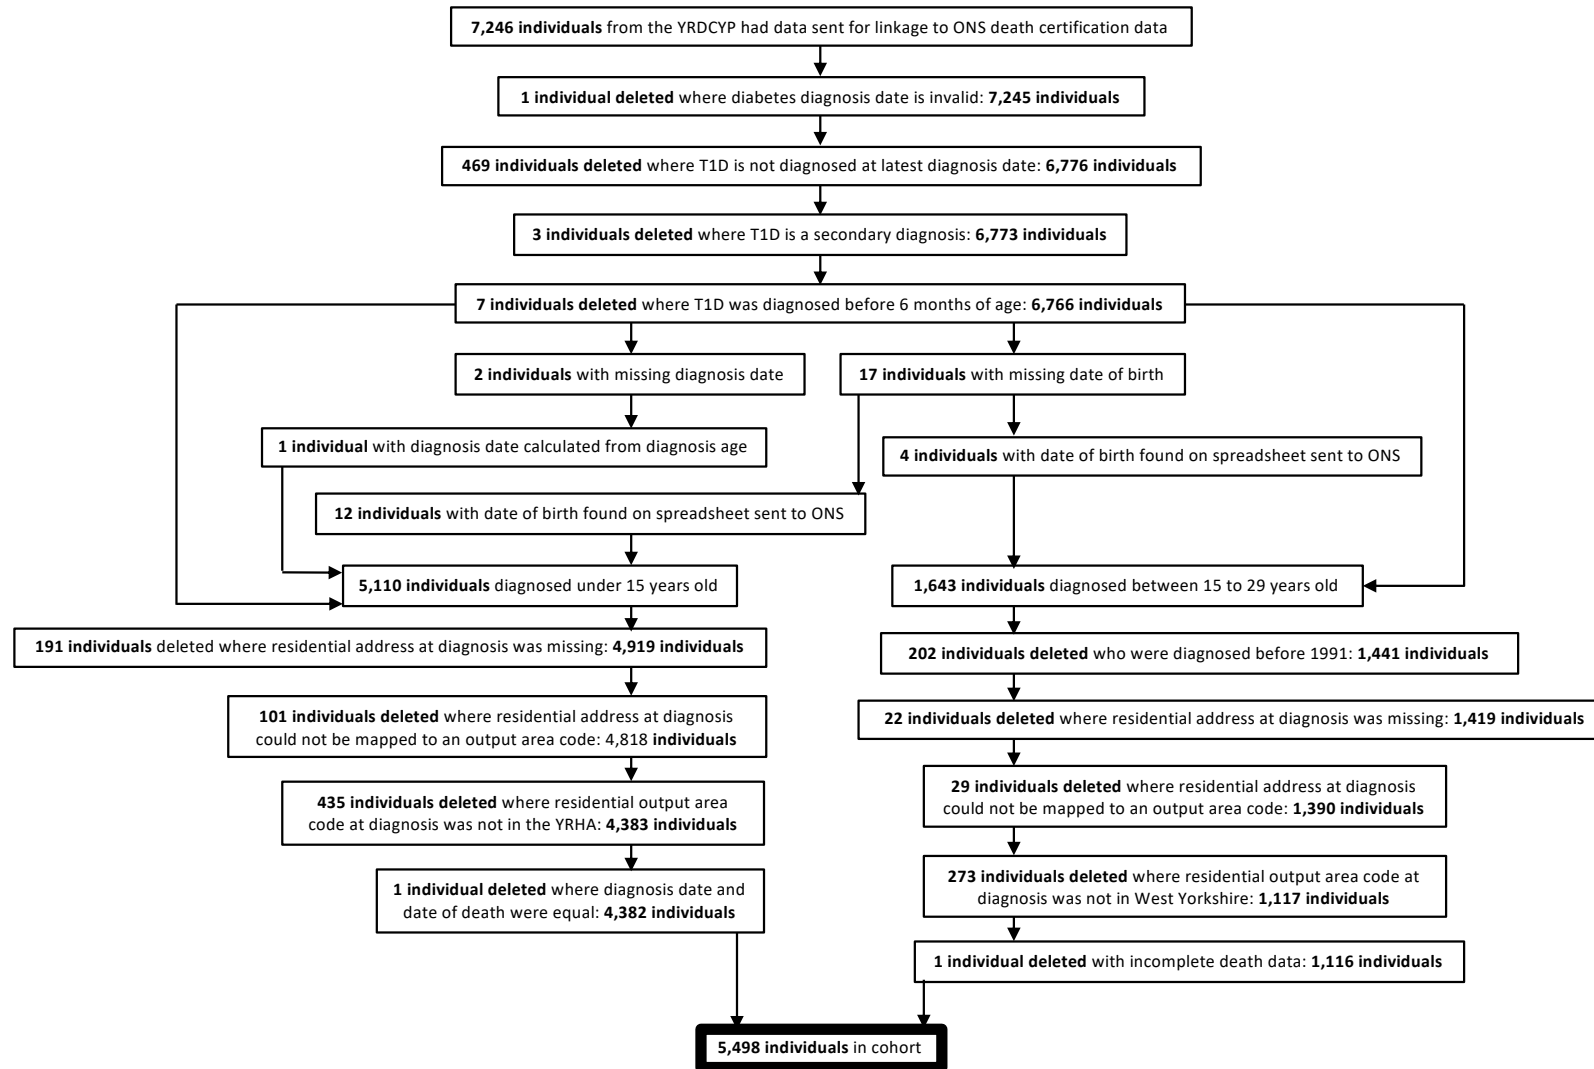 7,246 individuals from the YRDCYP had data sent for linkage to ONS death certification data
1 individual deleted where diabetes diagnosis date is invalid: 7,245 individuals
469 individuals deleted where T1D is not diagnosed at latest diagnosis date: 6,776 individuals
3 individuals deleted where T1D is a secondary diagnosis: 6,773 individuals
7 individuals deleted where T1D was diagnosed before 6 months of age: 6,766 individuals
2 individuals with missing diagnosis date
17 individuals with missing date of birth
1 individual with diagnosis date calculated from diagnosis age
4 individuals with date of birth found on spreadsheet sent to ONS
12 individuals with date of birth found on spreadsheet sent to ONS
5,110 individuals diagnosed under 15 years old
1,643 individuals diagnosed between 15 to 29 years old
191 individuals deleted where residential address at diagnosis was missing: 4,919 individuals
202 individuals deleted who were diagnosed before 1991: 1,441 individuals
101 individuals deleted where residential address at diagnosis
could not be mapped to an output area code: 4,818 individuals
22 individuals deleted where residential address at diagnosis was missing: 1,419 individuals
435 individuals deleted where residential output area
code at diagnosis was not in the YRHA: 4,383 individuals
29 individuals deleted where residential address at diagnosis
could not be mapped to an output area code: 1,390 individuals
1 individual deleted where diagnosis date and
date of death were equal: 4,382 individuals
273 individuals deleted where residential output area code at
diagnosis was not in West Yorkshire: 1,117 individuals
1 individual deleted with incomplete death data: 1,116 individuals
5,498 individuals in cohort